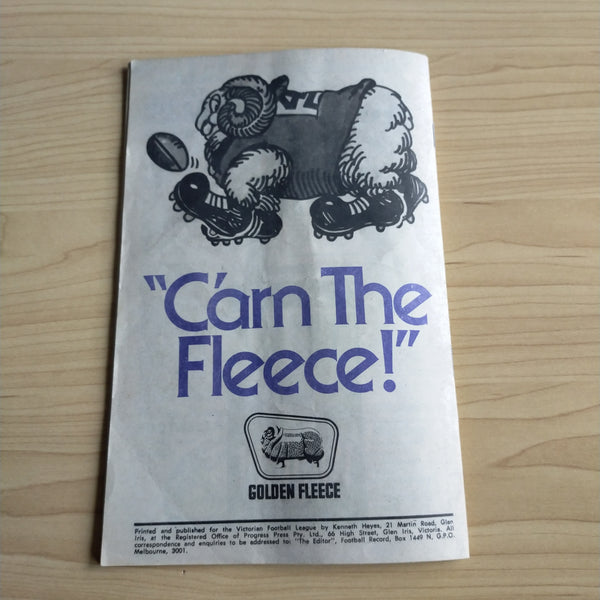 VFL
"C'arn The
Fleece!"
GOLDEN FLEECE
Printed and published for the Victorian Football League by Kenneth Heyes, 21 Martin Road, Glen
Iris, at the Registered Office of Progress Press Pty. Ltd., 66 High Street, Glen Iris, Victoria. All
correspondence and enquiries to be addressed to: "The Editor", Football Record, Box 1449 N, G.P.O.
Melbourne, 3001.